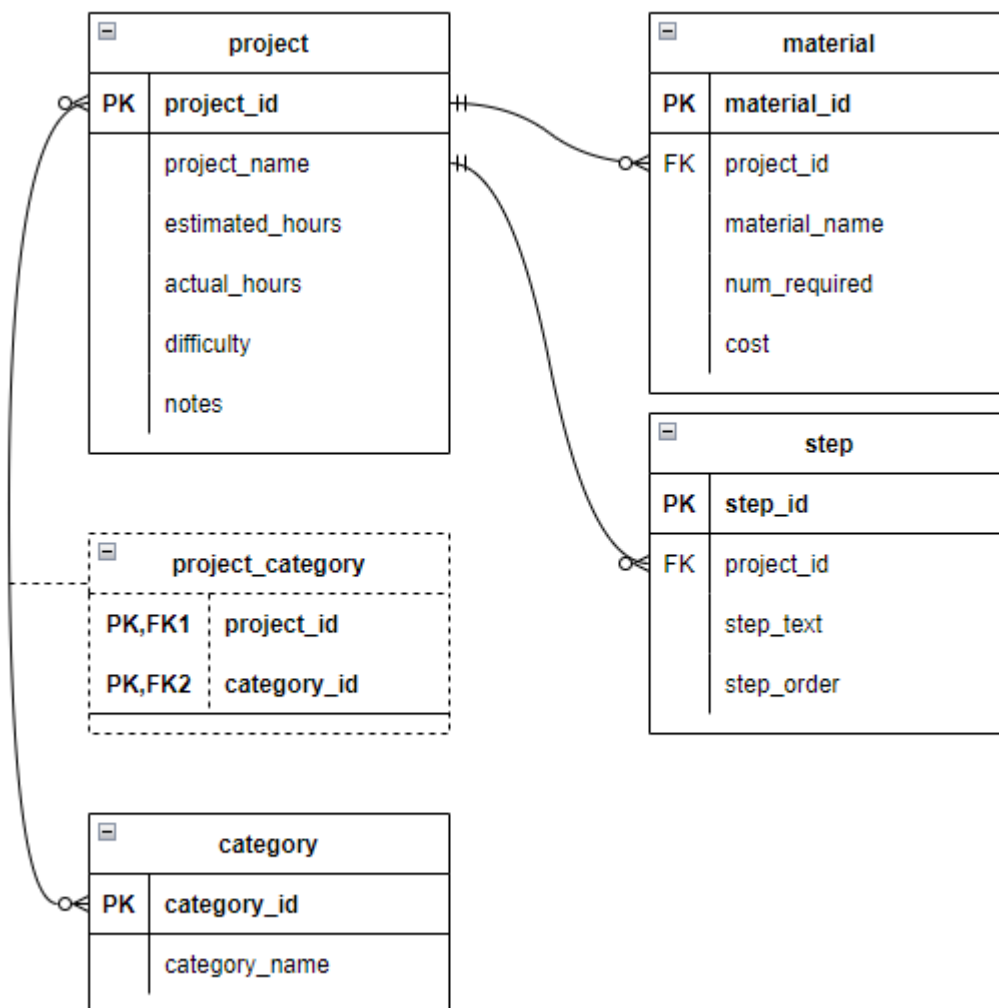 project
PK project_id
project_name
estimated_hours
actual_hours
difficulty
notes
material
PK material_id
FK project_id
material_name
num_required
cost
step
PK step_id
FK project_id
step_text
step_order
project_category
PK,FK1 project_id
PK,FK2 category_id
category
PK category_id
category_name